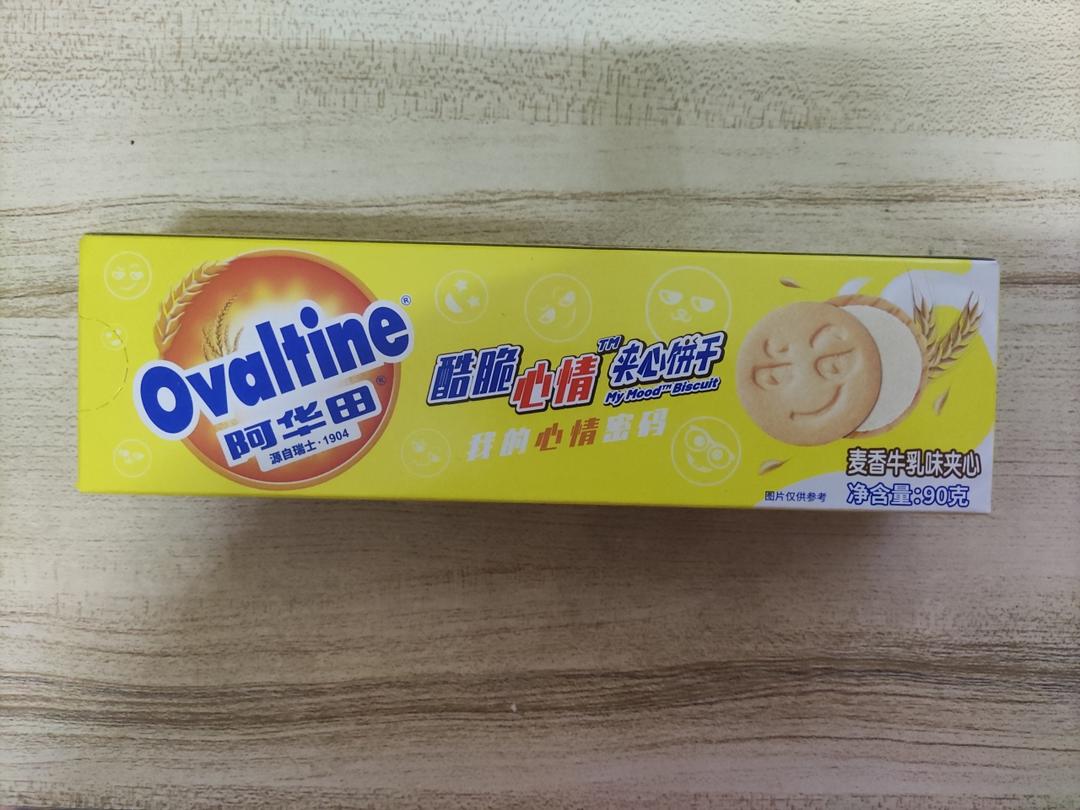 Ovaltine®
阿华田®
源自瑞士·1904
酷脆心情™夹心饼干
My Mood™ Biscuit
我的心情密码
麦香牛乳味夹心
图片仅供参考
净含量:90克